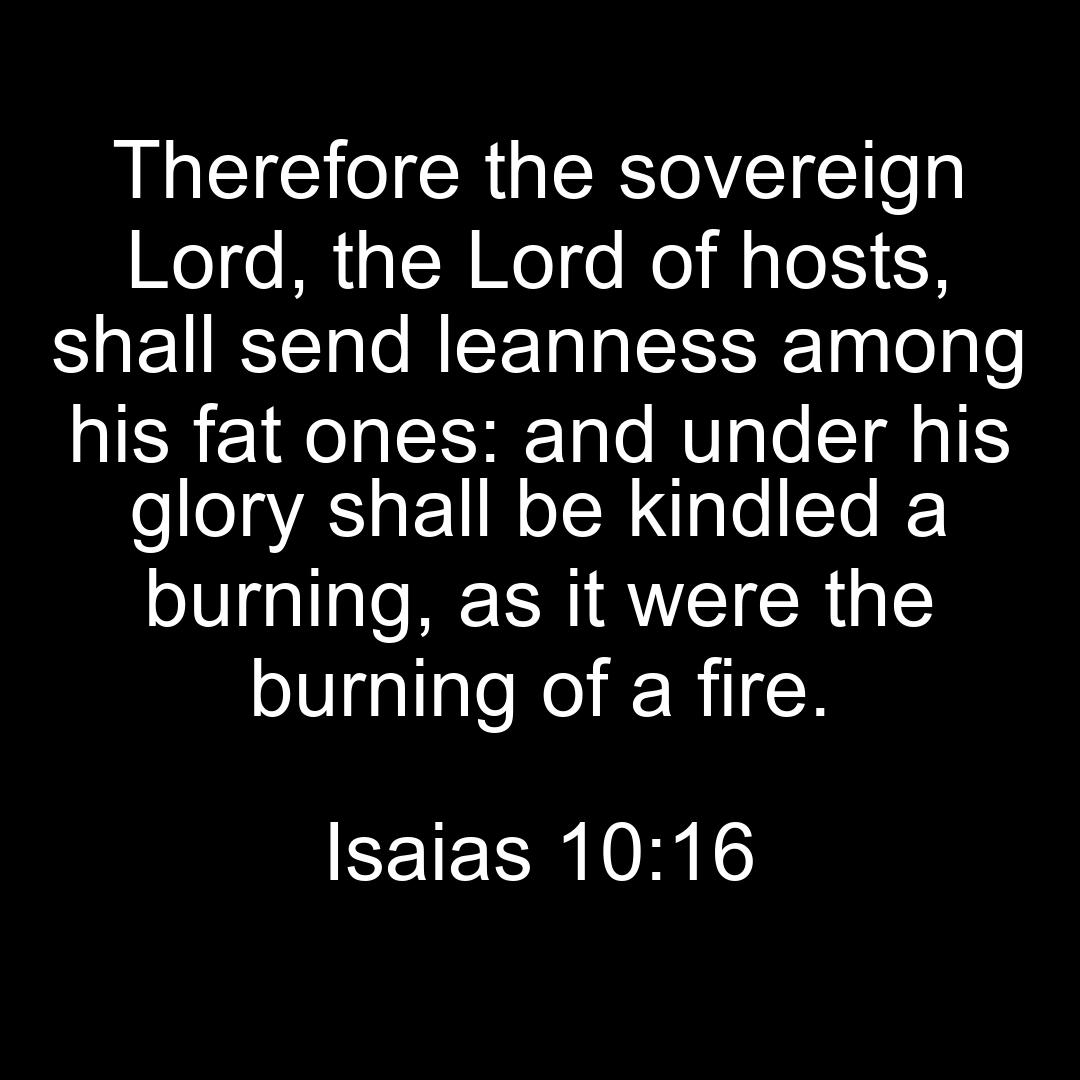 Therefore the sovereign
Lord, the Lord of hosts,
shall send leanness among
his fat ones: and under his
glory shall be kindled a
burning, as it were the
burning of a fire.
Isaias 10:16